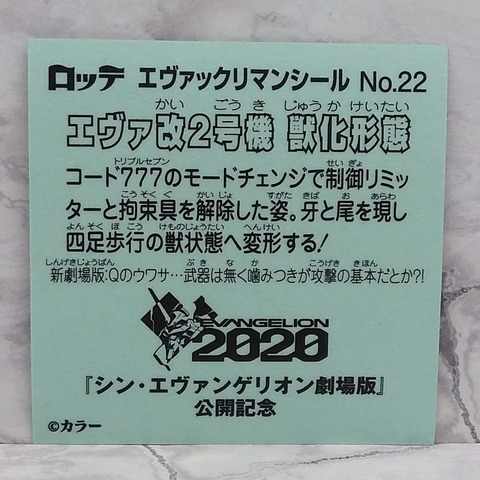 ロッテ エヴァックリマンシール No.22
かい ごうき じゅうかけいたい
エヴァ改2号機 獣化形態
トリプルセブン せいぎょ
コード777のモードチェンジで制御リミッ
こうそくぐ かいじょ すがた きば お あらわ
ターと拘束具を解除した姿。牙と尾を現し
よんそくほこう けものじょうたい へんけい
四足歩行の獣状態へ変形する!
しんげきじょうばん ぶき な か こうげき きほん
新劇場版:Qのウワサ…武器は無く噛みつきが攻撃の基本だとか?!
EVANGELION
2020
『シン・エヴァンゲリオン劇場版』
公開記念
©カラー